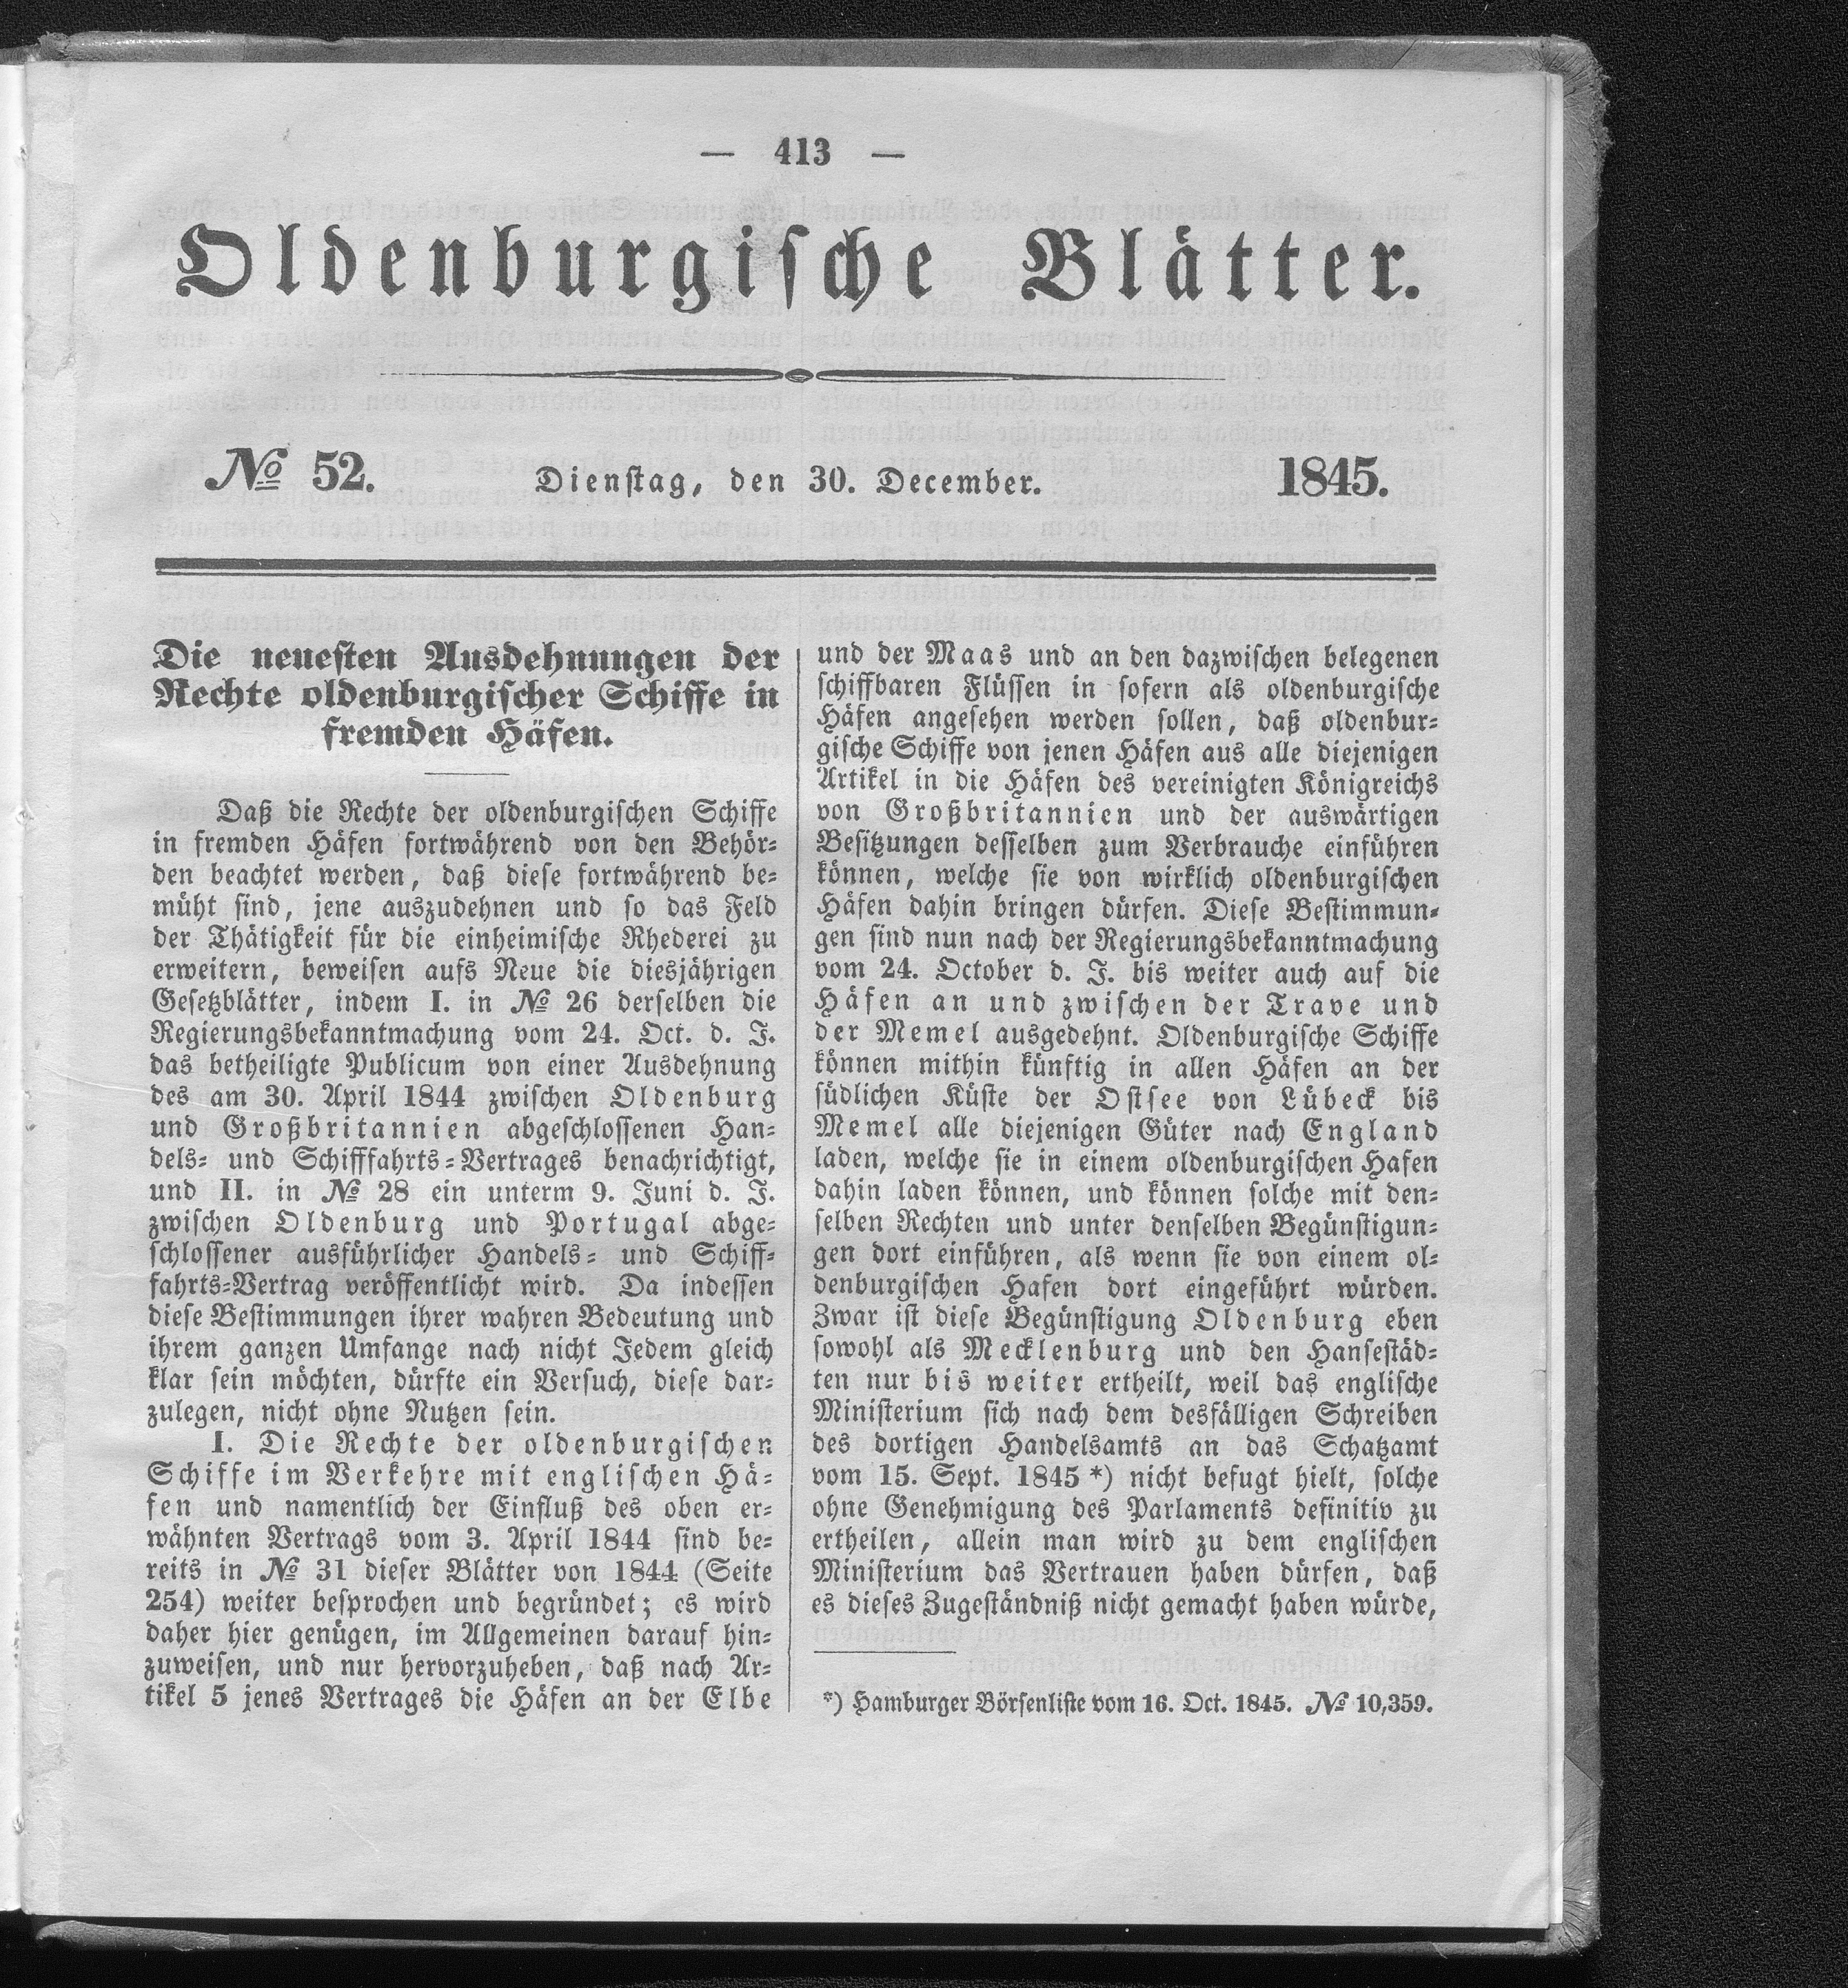 — 413 —
Oldenburgische Blätter.
№ 52. Dienstag, den 30. December. 1845.
Die neuesten Ausdehnungen der
Rechte oldenburgischer Schiffe in
fremden Häfen.
Daß die Rechte der oldenburgischen Schiffe
in fremden Häfen fortwährend von den Behör-
den beachtet werden, daß diese fortwährend be-
müht sind, jene auszudehnen und so das Feld
der Thätigkeit für die einheimische Rhederei zu
erweitern, beweisen aufs Neue die diesjährigen
Gesetzblätter, indem I. in № 26 derselben die
Regierungsbekanntmachung vom 24. Oct. d. J.
das betheiligte Publicum von einer Ausdehnung
des am 30. April 1844 zwischen Oldenburg
und Großbritannien abgeschlossenen Han-
dels- und Schifffahrts-Vertrages benachrichtigt,
und II. in № 28 ein unterm 9. Juni d. J.
zwischen Oldenburg und Portugal abge-
schlossener ausführlicher Handels- und Schiff-
fahrts-Vertrag veröffentlicht wird. Da indessen
diese Bestimmungen ihrer wahren Bedeutung und
ihrem ganzen Umfange nach nicht Jedem gleich
klar sein möchten, dürfte ein Versuch, diese dar-
zulegen, nicht ohne Nutzen sein.
I. Die Rechte der oldenburgischen
Schiffe im Verkehre mit englischen Hä-
fen und namentlich der Einfluß des oben er-
wähnten Vertrags vom 3. April 1844 sind be-
reits in № 31 dieser Blätter von 1844 (Seite
254) weiter besprochen und begründet; es wird
daher hier genügen, im Allgemeinen darauf hin-
zuweisen, und nur hervorzuheben, daß nach Ar-
tikel 5 jenes Vertrages die Häfen an der Elbe
und der Maas und an den dazwischen belegenen
schiffbaren Flüssen in sofern als oldenburgische
Häfen angesehen werden sollen, daß oldenbur-
gische Schiffe von jenen Häfen aus alle diejenigen
Artikel in die Häfen des vereinigten Königreichs
von Großbritannien und der auswärtigen
Besitzungen desselben zum Verbrauche einführen
können, welche sie von wirklich oldenburgischen
Häfen dahin bringen dürfen. Diese Bestimmun-
gen sind nun nach der Regierungsbekanntmachung
vom 24. October d. J. bis weiter auch auf die
Häfen an und zwischen der Trave und
der Memel ausgedehnt. Oldenburgische Schiffe
können mithin künftig in allen Häfen an der
südlichen Küste der Ostsee von Lübeck bis
Memel alle diejenigen Güter nach England
laden, welche sie in einem oldenburgischen Hafen
dahin laden können, und können solche mit den-
selben Rechten und unter denselben Begünstigun-
gen dort einführen, als wenn sie von einem ol-
denburgischen Hafen dort eingeführt würden.
Zwar ist diese Begünstigung Oldenburg eben
sowohl als Mecklenburg und den Hansestäd-
ten nur bis weiter ertheilt, weil das englische
Ministerium sich nach dem desfälligen Schreiben
des dortigen Handelsamts an das Schatzamt
vom 15. Sept. 1845 *) nicht befugt hielt, solche
ohne Genehmigung des Parlaments definitiv zu
ertheilen, allein man wird zu dem englischen
Ministerium das Vertrauen haben dürfen, daß
es dieses Zugeständniß nicht gemacht haben würde,
*) Hamburger Börsenliste vom 16. Oct. 1845. № 10,359.